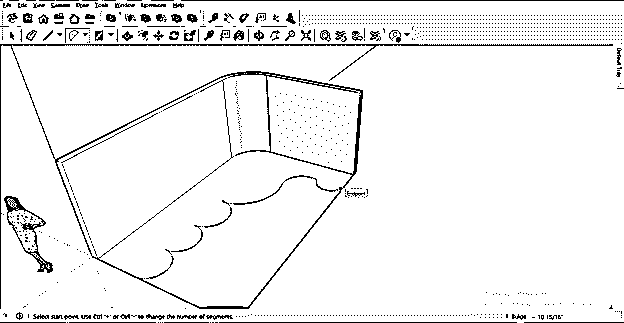 File Edit View Camera Draw Tools Window Extensions Help
Default Tray
Endpoint
Select start point. Use Ctrl '+' or Ctrl '-' to change the number of segments.
Bulge ~ 10 15/16"